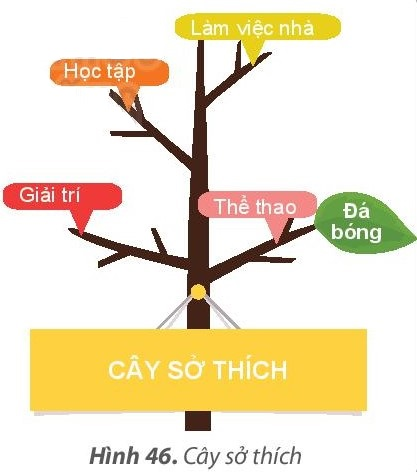 Làm việc nhà
Học tập
Giải trí
Thể thao
Đá
bóng
CÂY SỞ THÍCH
Hình 46. Cây sở thích